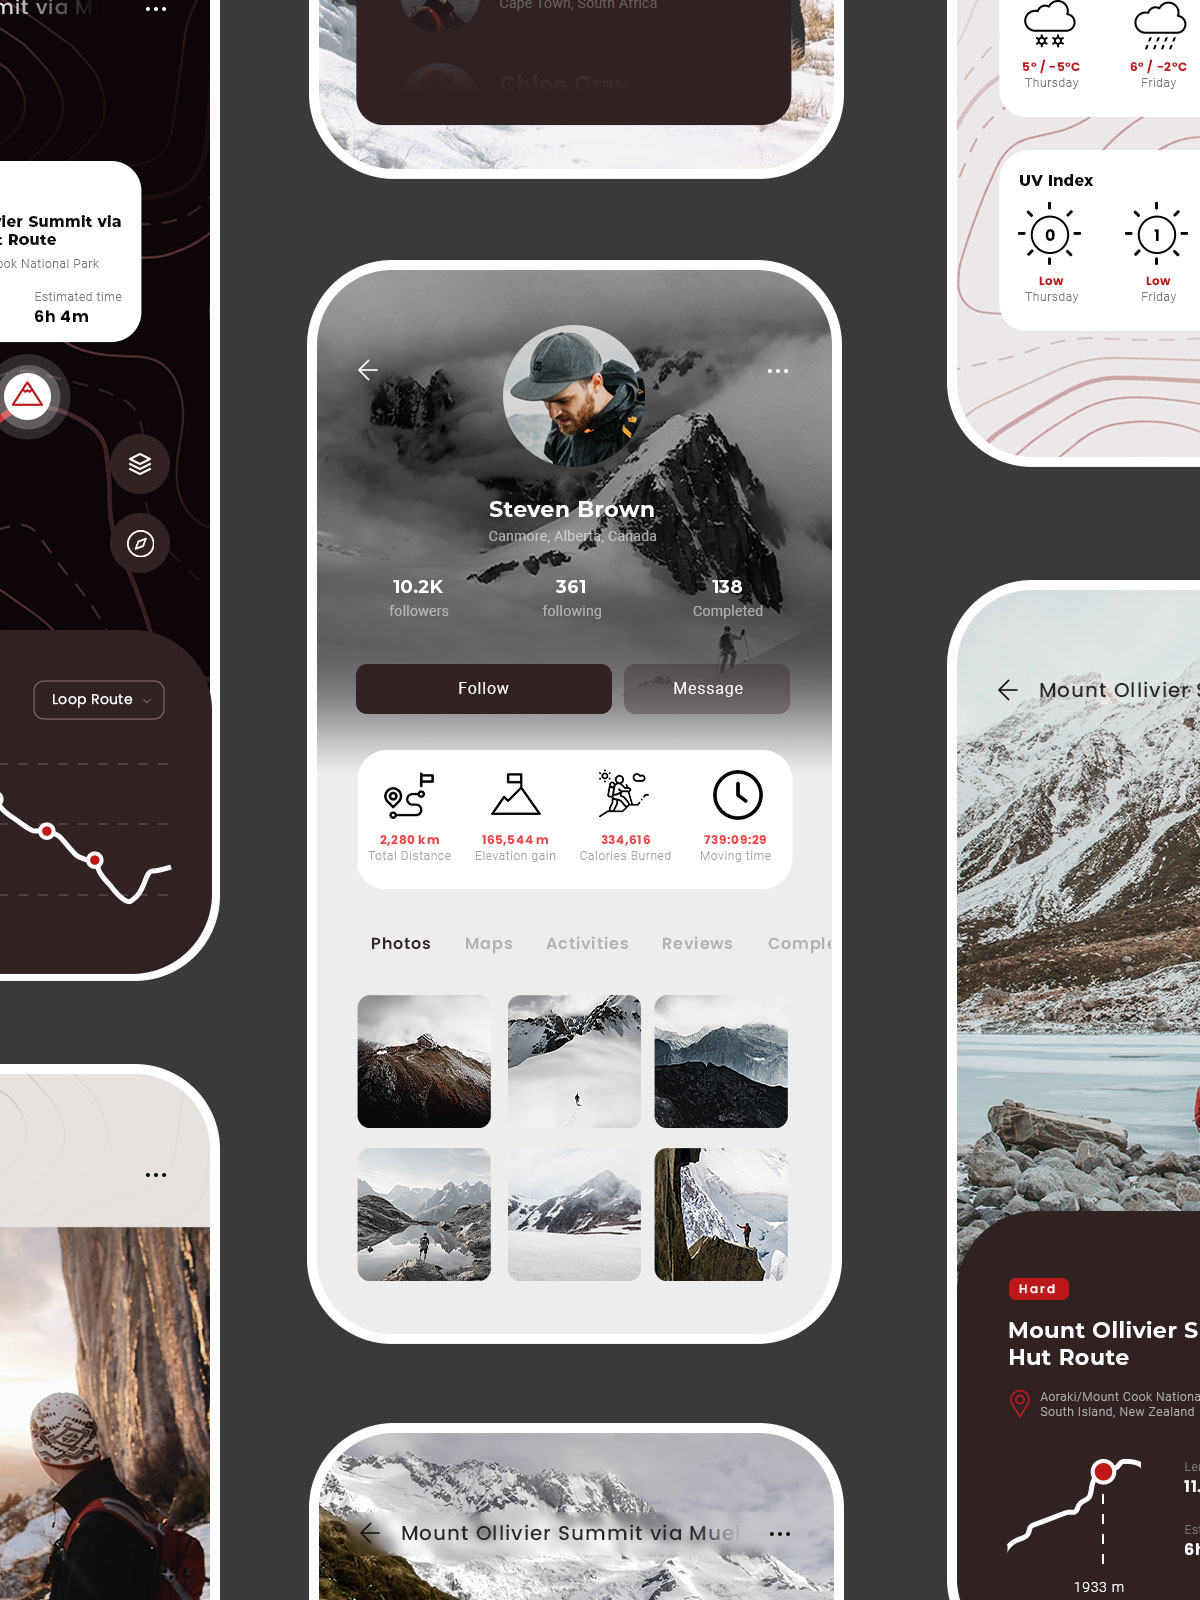 mit via M
vier Summit via
t Route
ook National Park
Estimated time
6h 4m
Loop Route
Cape Town, South Africa
Chloe Gray
Steven Brown
Canmore, Alberta, Canada
10.2K
followers
361
following
138
Completed
Follow
Message
2,280 km
Total Distance
165,544 m
Elevation gain
334,616
Calories Burned
739:09:29
Moving time
Photos Maps Activities Reviews Comple
Mount Ollivier Summit via Muel
5° / -5°C
Thursday
6° / -2°C
Friday
UV Index
0
Low
Thursday
1
Low
Friday
Mount Ollivier S
Hard
Mount Ollivier S
Hut Route
Aoraki/Mount Cook Nationa
South Island, New Zealand
Le
11.
Es
6h
1933 m